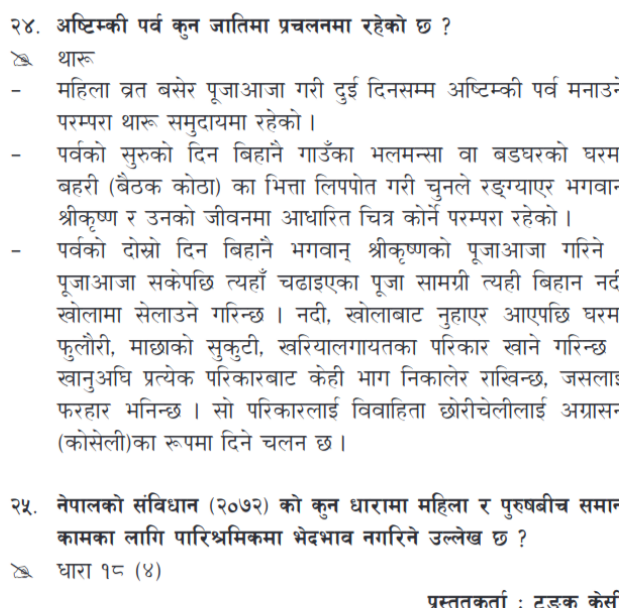 २४. अष्टिम्की पर्व कुन जातिमा प्रचलनमा रहेको छ ?
थारू
– महिला व्रत बसेर पूजाआजा गरी दुई दिनसम्म अष्टिम्की पर्व मनाउने
परम्परा थारू समुदायमा रहेको ।
– पर्वको सुरुको दिन बिहानै गाउँका भलमन्सा वा बडघरको घरमा
बहरी (बैठक कोठा) का भित्ता लिपपोत गरी चुनले रङ्ग्याएर भगवान्
श्रीकृष्ण र उनको जीवनमा आधारित चित्र कोर्ने परम्परा रहेको ।
– पर्वको दोस्रो दिन बिहानै भगवान् श्रीकृष्णको पूजाआजा गरिने
पूजाआजा सकेपछि त्यहाँ चढाइएका पूजा सामग्री त्यही बिहान नदी
खोलामा सेलाउने गरिन्छ । नदी, खोलाबाट नुहाएर आएपछि घरमा
फुलौरी, माछाको सुकुटी, खरियालगायतका परिकार खाने गरिन्छ
खानुअघि प्रत्येक परिकारबाट केही भाग निकालेर राखिन्छ, जसलाई
फरहार भनिन्छ । सो परिकारलाई विवाहिता छोरीचेलीलाई अग्रासन
(कोसेली)का रूपमा दिने चलन छ ।
२५. नेपालको संविधान (२०७२) को कुन धारामा महिला र पुरुषबीच समान
कामका लागि पारिश्रमिकमा भेदभाव नगरिने उल्लेख छ ?
धारा १८ (४)
प्रस्तुतकर्ता : टङ्क केसी